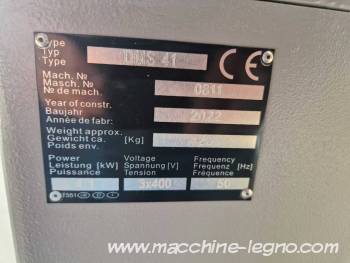 Type
Typ
Type
41
Mach. №
Masch. №
№ de mach.
0811
Year of constr.
Baujahr
Année de fabr:
2022
Weight approx.
Gewicht ca. [Kg]
Poids env.
Power Voltage Frequency
Leistung [kW] Spannung [V] Frequenz [Hz]
Puissance Tension Fréquence
3x400 50
www.macchine-legno.com